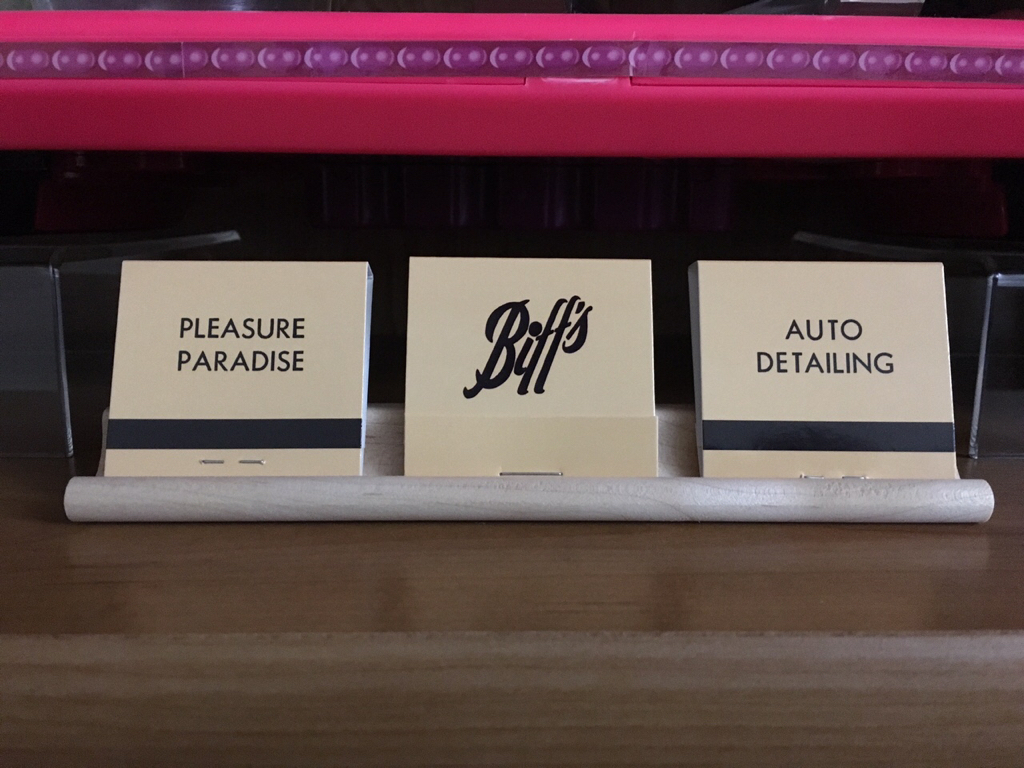 PLEASURE
PARADISE
Biff's
AUTO
DETAILING